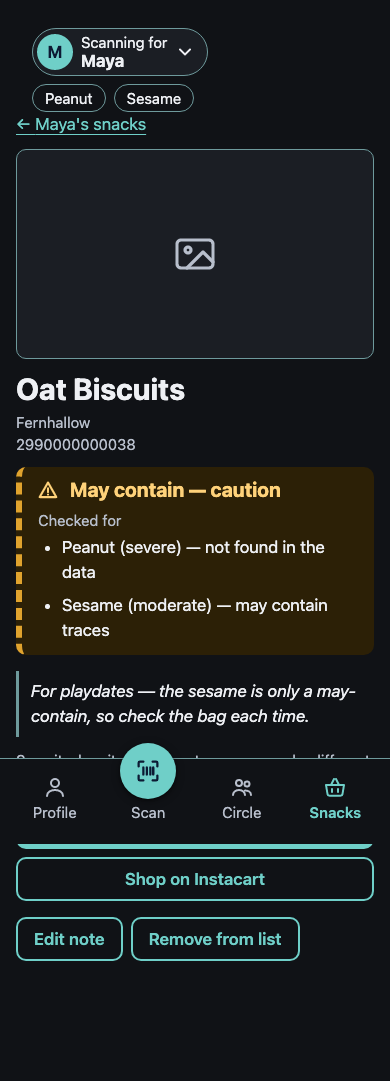 M
Scanning for
Maya
Peanut
Sesame
← Maya's snacks
Oat Biscuits
Fernhallow
2990000000038
May contain — caution
Checked for
• Peanut (severe) — not found in the
data
• Sesame (moderate) — may contain
traces
For playdates — the sesame is only a may-
contain, so check the bag each time.
Profile
Scan
Circle
Snacks
Shop on Instacart
Edit note
Remove from list